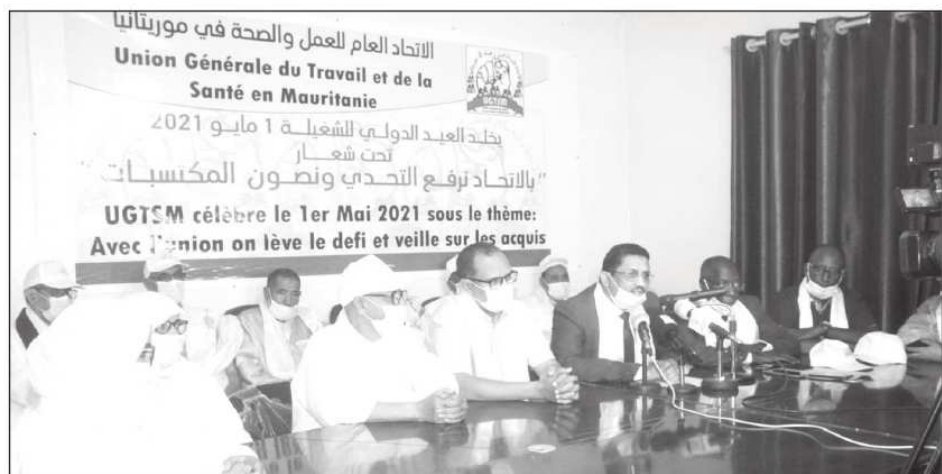 الاتحاد العام للعمل والصحة في موريتانيا
Union Générale du Travail et de la
Santé en Mauritanie
UGTSM
يخلد العيد الدولي للشغيلة 1 مايو 2021
تحت شعار
"بالاتحاد نرفع التحدي ونصون المكتسبات"
UGTSM célèbre le 1er Mai 2021 sous le thème:
Avec l'union on lève le defi et veille sur les acquis